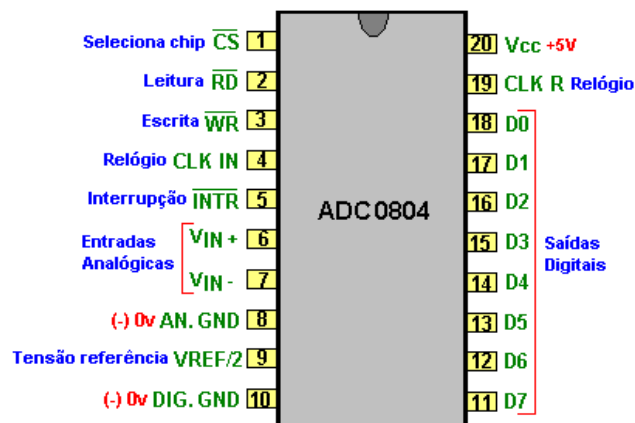 Seleciona chip CS 1
Leitura RD 2
Escrita WR 3
Relógio CLK IN 4
Interrupção INTR 5
Entradas
Analógicas
VIN + 6
VIN - 7
(-) 0v AN. GND 8
Tensão referência VREF/2 9
(-) 0v DIG. GND 10
ADC0804
20 Vcc +5V
19 CLK R Relógio
18 D0
17 D1
16 D2
15 D3
14 D4
13 D5
12 D6
11 D7
Saídas
Digitais